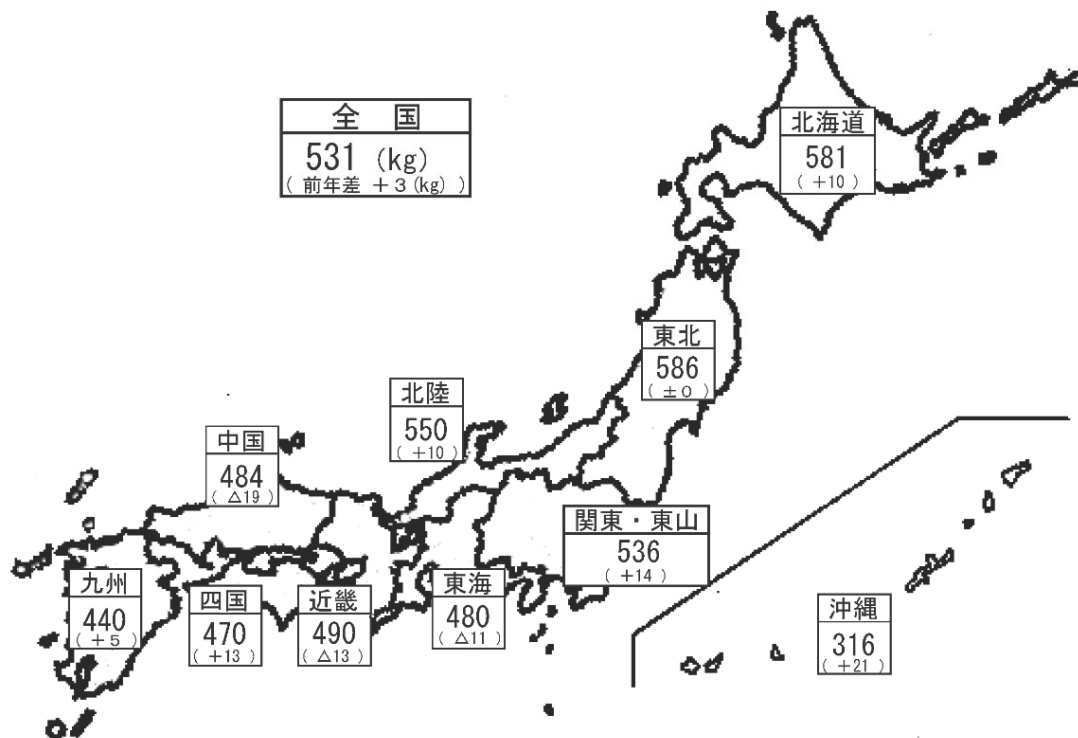 全 国
531 (kg)
( 前年差 +3(kg) )
北海道
581
( +10 )
東北
586
( ±0 )
北陸
550
( +10 )
中国
484
( △19 )
関東・東山
536
( +14 )
九州
440
( +5 )
四国
470
( +13 )
近畿
490
( △13 )
東海
480
( △11 )
沖縄
316
( +21 )